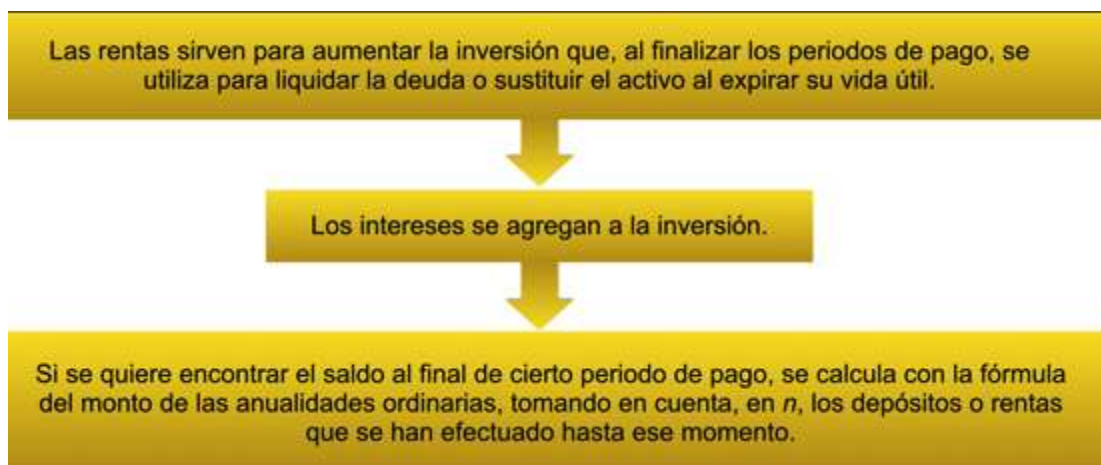 Las rentas sirven para aumentar la inversión que, al finalizar los periodos de pago, se
utiliza para liquidar la deuda o sustituir el activo al expirar su vida útil.
Los intereses se agregan a la inversión.
Si se quiere encontrar el saldo al final de cierto periodo de pago, se calcula con la fórmula
del monto de las anualidades ordinarias, tomando en cuenta, en n, los depósitos o rentas
que se han efectuado hasta ese momento.